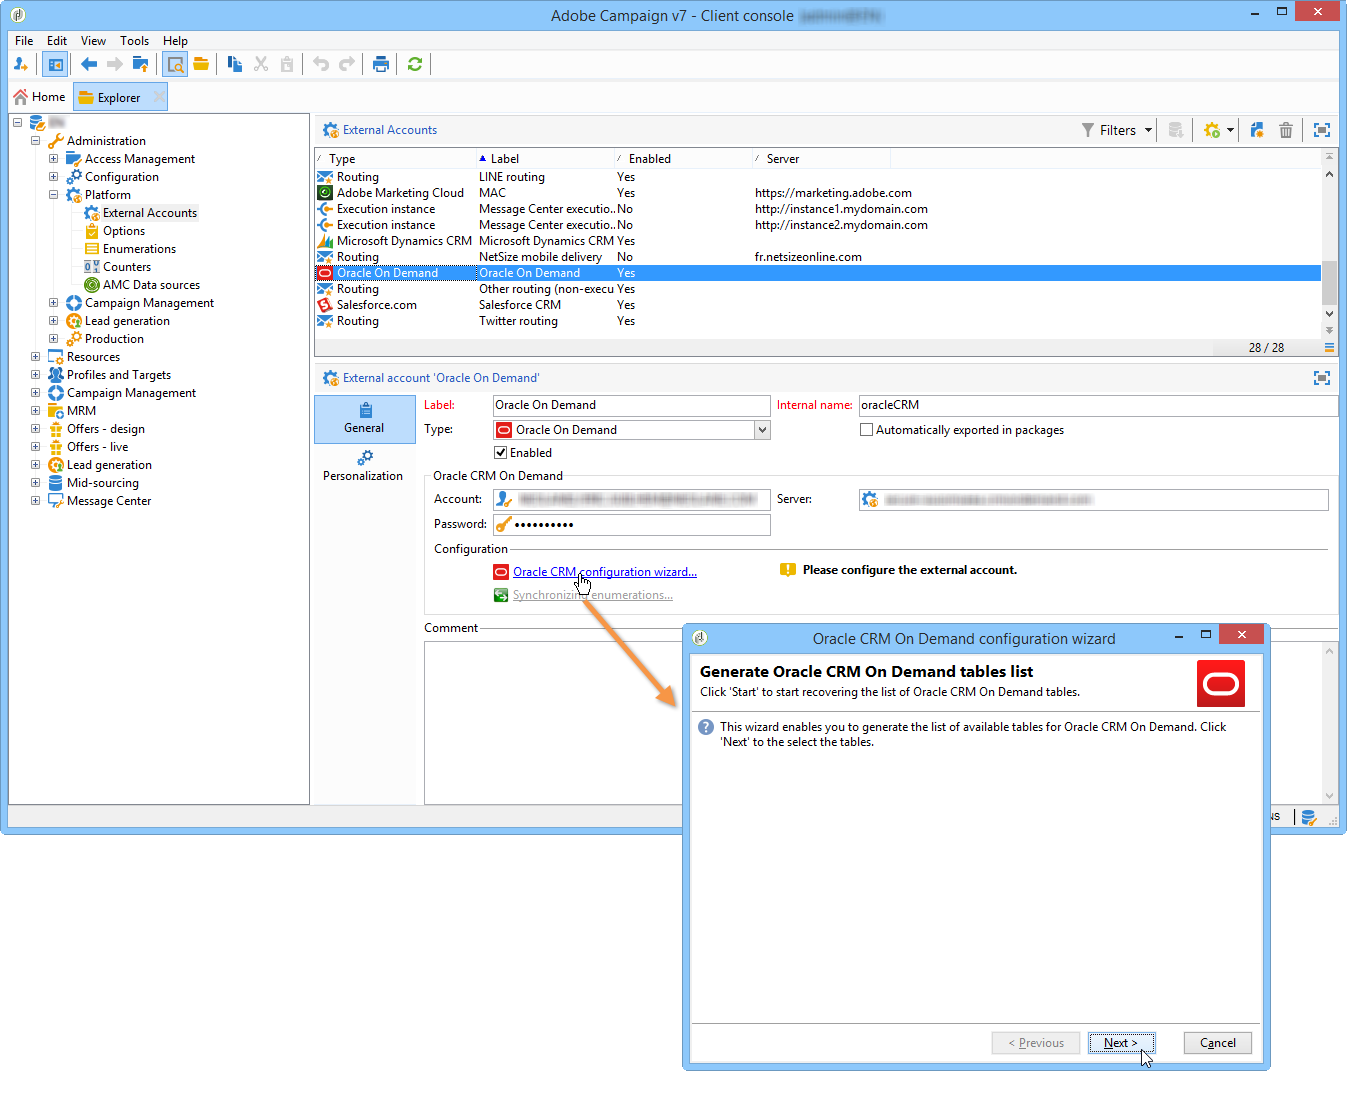 Adobe Campaign v7 - Client console
File Edit View Tools Help
Home Explorer
Administration
Access Management
Configuration
Platform
External Accounts
Options
Enumerations
Counters
AMC Data sources
Campaign Management
Lead generation
Production
Resources
Profiles and Targets
Campaign Management
MRM
Offers - design
Offers - live
Lead generation
Mid-sourcing
Message Center
External Accounts Filters
Type Label Enabled Server
Routing LINE routing Yes
Adobe Marketing Cloud MAC Yes https://marketing.adobe.com
Execution instance Message Center executio.. No http://instance1.mydomain.com
Execution instance Message Center executio.. No http://instance2.mydomain.com
Microsoft Dynamics CRM Microsoft Dynamics CRM Yes
Routing NetSize mobile delivery No fr.netsizeonline.com
Oracle On Demand Oracle On Demand Yes
Routing Other routing (non-execu Yes
Salesforce.com Salesforce CRM Yes
Routing Twitter routing Yes
28 / 28
External account 'Oracle On Demand'
General
Personalization
Label: Oracle On Demand Internal name: oracleCRM
Type: Oracle On Demand Automatically exported in packages
Enabled
Oracle CRM On Demand
Account: Server:
Password: ••••••••••
Configuration
Oracle CRM configuration wizard... Please configure the external account.
Synchronizing enumerations...
Comment
NS
Oracle CRM On Demand configuration wizard
Generate Oracle CRM On Demand tables list
Click 'Start' to start recovering the list of Oracle CRM On Demand tables.
This wizard enables you to generate the list of available tables for Oracle CRM On Demand. Click
'Next' to the select the tables.
< Previous Next > Cancel